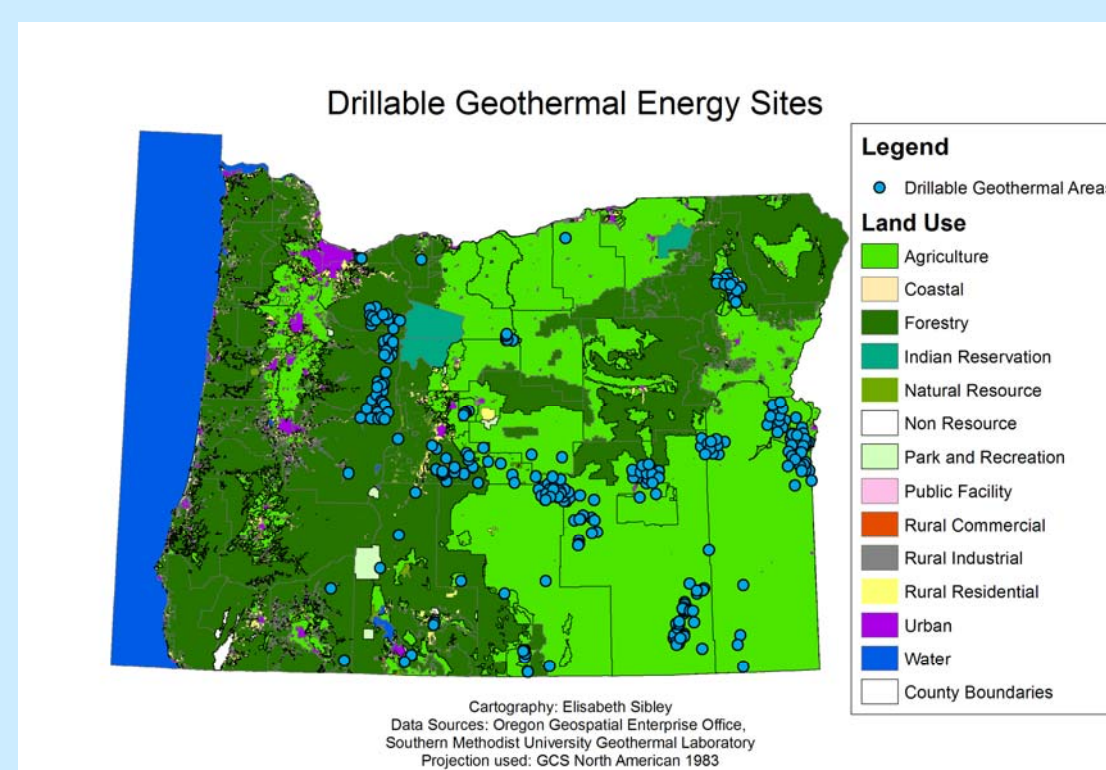 Drillable Geothermal Energy Sites
Legend
Drillable Geothermal Areas
Land Use
Agriculture
Coastal
Forestry
Indian Reservation
Natural Resource
Non Resource
Park and Recreation
Public Facility
Rural Commercial
Rural Industrial
Rural Residential
Urban
Water
County Boundaries
Cartography: Elisabeth Sibley
Data Sources: Oregon Geospatial Enterprise Office,
Southern Methodist University Geothermal Laboratory
Projection used: GCS North American 1983